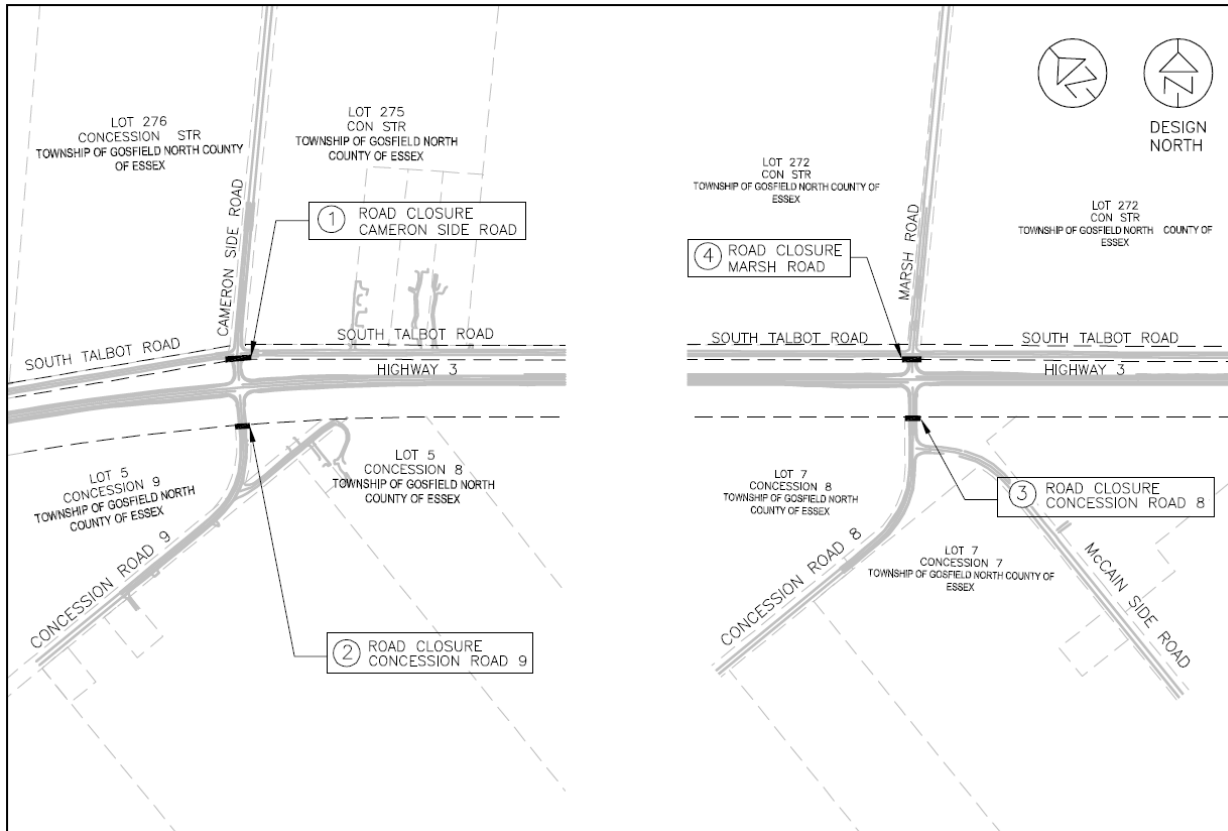 LOT 276
CONCESSION STR
TOWNSHIP OF GOSFIELD NORTH COUNTY
OF ESSEX
LOT 275
CON STR
TOWNSHIP OF GOSFIELD NORTH
COUNTY OF ESSEX
CAMERON SIDE ROAD
1 ROAD CLOSURE
CAMERON SIDE ROAD
SOUTH TALBOT ROAD
SOUTH TALBOT ROAD
HIGHWAY 3
LOT 5
CONCESSION 9
TOWNSHIP OF GOSFIELD NORTH
COUNTY OF ESSEX
LOT 5
CONCESSION 8
TOWNSHIP OF GOSFIELD NORTH
COUNTY OF ESSEX
CONCESSION ROAD 9
2 ROAD CLOSURE
CONCESSION ROAD 9
N
N
DESIGN
NORTH
LOT 272
CON STR
TOWNSHIP OF GOSFIELD NORTH COUNTY OF
ESSEX
LOT 272
CON STR
TOWNSHIP OF GOSFIELD NORTH COUNTY OF
ESSEX
MARSH ROAD
4 ROAD CLOSURE
MARSH ROAD
SOUTH TALBOT ROAD
SOUTH TALBOT ROAD
HIGHWAY 3
LOT 7
CONCESSION 8
TOWNSHIP OF GOSFIELD NORTH
COUNTY OF ESSEX
3 ROAD CLOSURE
CONCESSION ROAD 8
CONCESSION ROAD 8
LOT 7
CONCESSION 7
TOWNSHIP OF GOSFIELD NORTH COUNTY OF
ESSEX
McCAIN SIDE ROAD